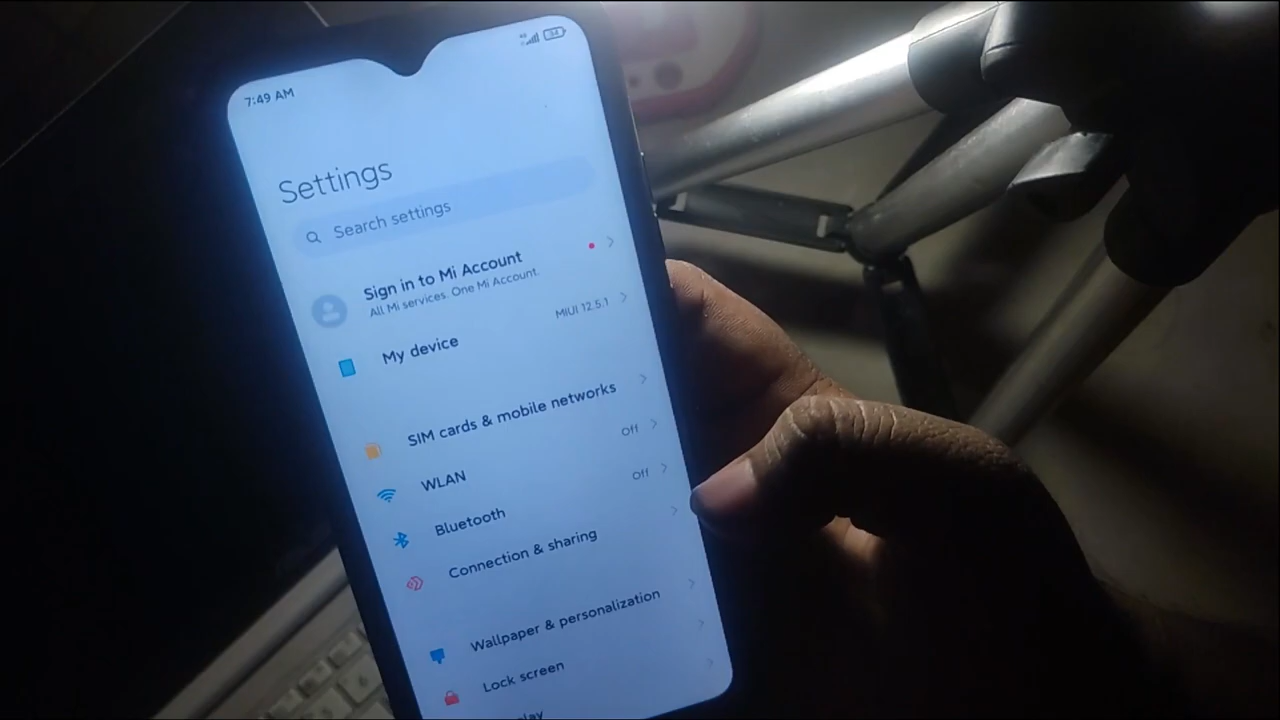 7:49 AM
34
Settings
Search settings
Sign in to Mi Account
All Mi services. One Mi Account.
My device
MIUI 12.5.1
SIM cards & mobile networks
WLAN
Off
Bluetooth
Off
Connection & sharing
Wallpaper & personalization
Lock screen